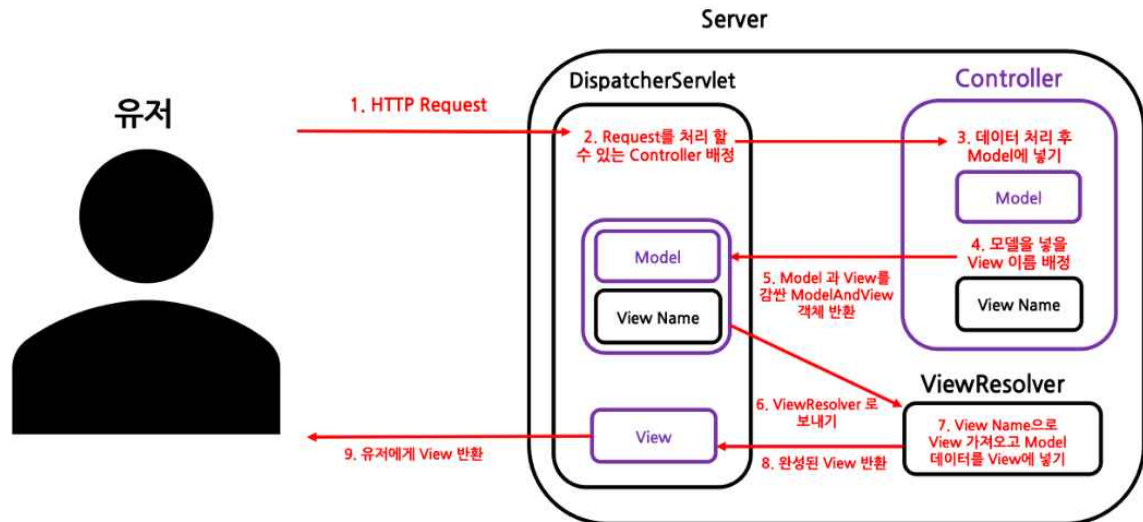 Server
유저
1. HTTP Request
DispatcherServlet
2. Request를 처리 할
수 있는 Controller 배정
Controller
3. 데이터 처리 후
Model에 넣기
Model
4. 모델을 넣을
View 이름 배정
View Name
5. Model 과 View를
감싼 ModelAndView
객체 반환
Model
View Name
6. ViewResolver 로
보내기
ViewResolver
7. View Name으로
View 가져오고 Model
데이터를 View에 넣기
8. 완성된 View 반환
View
9. 유저에게 View 반환